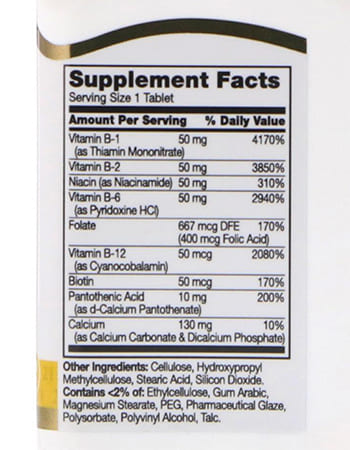 Supplement Facts
Serving Size 1 Tablet
Amount Per Serving % Daily Value
Vitamin B-1 50 mg 4170%
(as Thiamin Mononitrate)
Vitamin B-2 50 mg 3850%
Niacin (as Niacinamide) 50 mg 310%
Vitamin B-6 50 mg 2940%
(as Pyridoxine HCl)
Folate 667 mcg DFE 170%
(400 mcg Folic Acid)
Vitamin B-12 50 mcg 2080%
(as Cyanocobalamin)
Biotin 50 mcg 170%
Pantothenic Acid 10 mg 200%
(as d-Calcium Pantothenate)
Calcium 130 mg 10%
(as Calcium Carbonate & Dicalcium Phosphate)
Other Ingredients: Cellulose, Hydroxypropyl
Methylcellulose, Stearic Acid, Silicon Dioxide.
Contains <2% of: Ethylcellulose, Gum Arabic,
Magnesium Stearate, PEG, Pharmaceutical Glaze,
Polysorbate, Polyvinyl Alcohol, Talc.